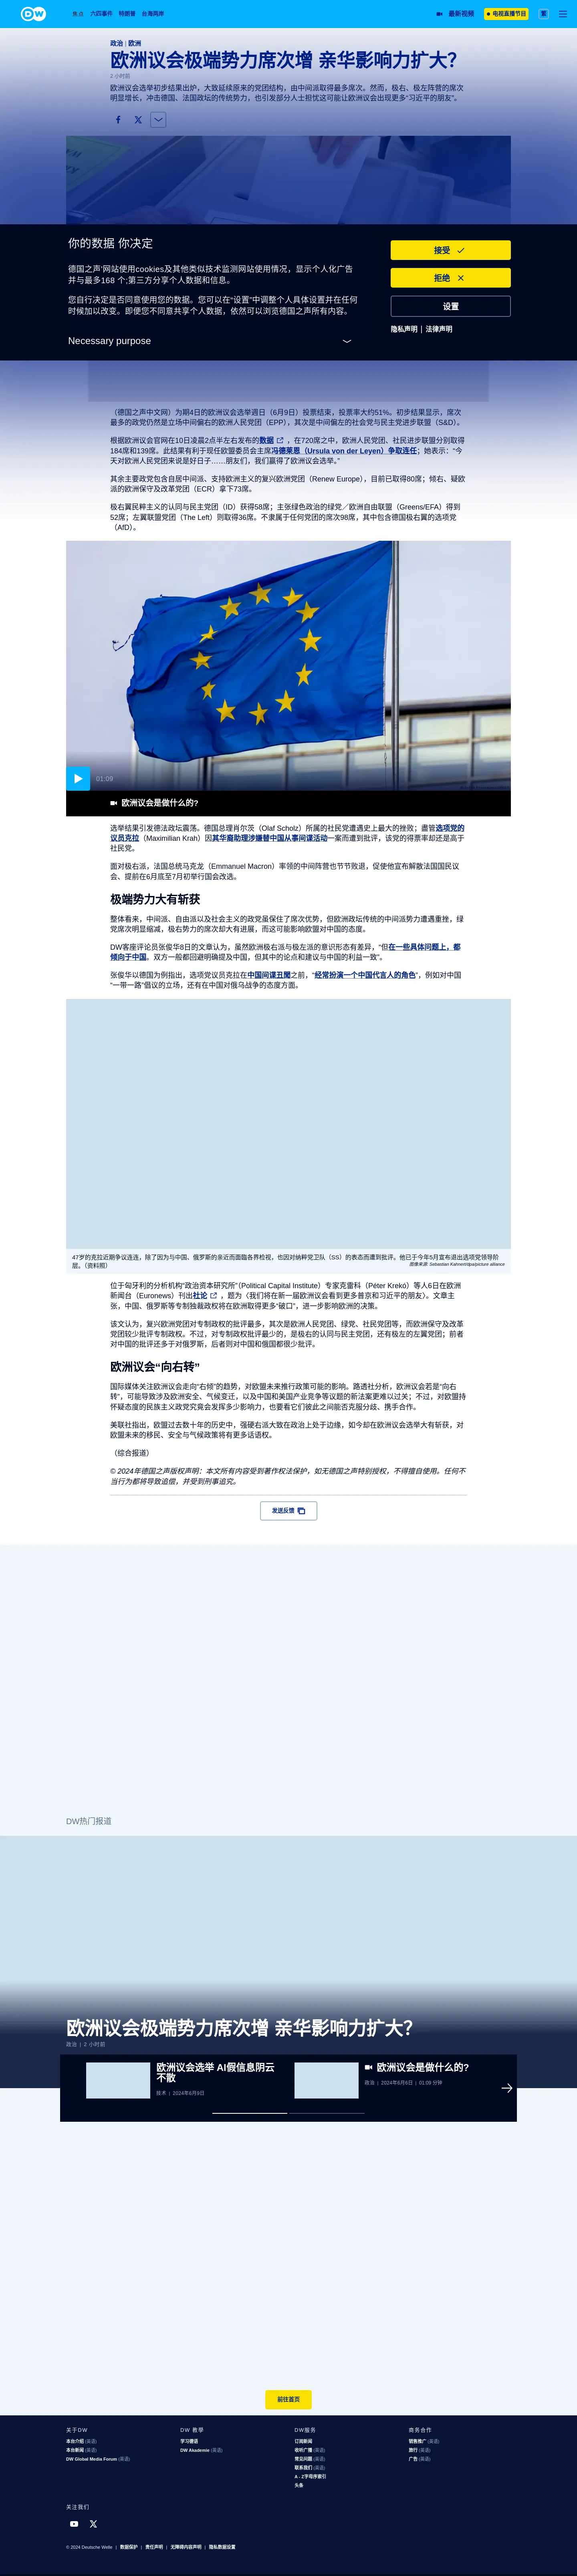 DW
焦点 六四事件 特朗普 台海两岸
最新视频
电视直播节目
繁
政治 | 欧洲
欧洲议会极端势力席次增 亲华影响力扩大？
2 小时前
欧洲议会选举初步结果出炉，大致延续原来的党团结构，由中间派取得最多席次。然而，极右、极左阵营的席次
明显增长，冲击德国、法国政坛的传统势力，也引发部分人士担忧这可能让欧洲议会出现更多“习近平的朋友”。
你的数据 你决定
德国之声'网站使用cookies及其他类似技术监测网站使用情况，显示个人化广告
并与最多168 个;第三方分享个人数据和信息。
您自行决定是否同意使用您的数据。您可以在“设置”中调整个人具体设置并在任何
时候加以改变。即便您不同意共享个人数据，依然可以浏览德国之声所有内容。
Necessary purpose
接受
拒绝
设置
隐私声明 | 法律声明
（德国之声中文网）为期4日的欧洲议会选举週日（6月9日）投票结束，投票率大约51%。初步结果显示，席次
最多的政党仍然是立场中间偏右的欧洲人民党团（EPP），其次是中间偏左的社会党与民主党进步联盟（S&D）。
根据欧洲议会官网在10日凌晨2点半左右发布的数据 ，在720席之中，欧洲人民党团、社民进步联盟分别取得
184席和139席。此结果有利于现任欧盟委员会主席冯德莱恩（Ursula von der Leyen）争取连任；她表示：“今
天对欧洲人民党团来说是好日子……朋友们，我们赢得了欧洲议会选举。”
其余主要政党包含自居中间派、支持欧洲主义的复兴欧洲党团（Renew Europe），目前已取得80席；倾右、疑欧
派的欧洲保守及改革党团（ECR）拿下73席。
极右翼民粹主义的认同与民主党团（ID）获得58席；主张绿色政治的绿党／欧洲自由联盟（Greens/EFA）得到
52席；左翼联盟党团（The Left）则取得36席。不隶属于任何党团的席次98席，其中包含德国极右翼的选项党
（AfD）。
01:09
欧洲议会是做什么的?
选举结果引发德法政坛震荡。德国总理肖尔茨（Olaf Scholz）所属的社民党遭遇史上最大的挫败；盡管选项党的
议员克拉（Maximilian Krah）因其华裔助理涉嫌替中国从事间谍活动一案而遭到批评，该党的得票率却还是高于
社民党。
面对极右派，法国总统马克龙（Emmanuel Macron）率领的中间阵营也节节败退，促使他宣布解散法国国民议
会、提前在6月底至7月初举行国会改选。
极端势力大有斩获
整体看来，中间派、自由派以及社会主义的政党虽保住了席次优势，但欧洲政坛传统的中间派势力遭遇重挫，绿
党席次明显缩减，极右势力的席次却大有进展，而这可能影响欧盟对中国的态度。
DW客座评论员张俊华8日的文章认为，虽然欧洲极右派与极左派的意识形态有差异，“但在一些具体问题上，都
倾向于中国。双方一般都回避明确提及中国，但其中的论点和建议与中国的利益一致”。
张俊华以德国为例指出，选项党议员克拉在中国间谍丑闻之前，“经常扮演一个中国代言人的角色”，例如对中国
“一带一路”倡议的立场，还有在中国对俄乌战争的态度方面。
47岁的克拉近期争议连连，除了因为与中国、俄罗斯的亲近而面臨各界检视，也因对纳粹党卫队（SS）的表态而遭到批评。他已于今年5月宣布退出选项党领导阶
层。（资料照）
图像来源: Sebastian Kahnert/dpa/picture alliance
位于匈牙利的分析机构“政治资本研究所”（Political Capital Institute）专家克雷科（Péter Krekó）等人6日在欧洲
新闻台（Euronews）刊出社论 ，题为〈我们将在新一届欧洲议会看到更多普京和习近平的朋友〉。文章主
张，中国、俄罗斯等专制独裁政权将在欧洲取得更多“破口”，进一步影响欧洲的决策。
该文认为，复兴欧洲党团对专制政权的批评最多，其次是欧洲人民党团、绿党、社民党团等，而欧洲保守及改革
党团较少批评专制政权。不过，对专制政权批评最少的，是极右的认同与民主党团，还有极左的左翼党团；前者
对中国的批评还多于对俄罗斯，后者则对中国和俄国都很少批评。
欧洲议会“向右转”
国际媒体关注欧洲议会走向“右倾”的趋势，对欧盟未来推行政策可能的影响。路透社分析，欧洲议会若是“向右
转”，可能导致涉及欧洲安全、气候变迁，以及中国和美国产业竞争等议题的新法案更难以过关；不过，对欧盟持
怀疑态度的民族主义政党究竟会发挥多少影响力，也要看它们彼此之间能否克服分歧、携手合作。
美联社指出，欧盟过去数十年的历史中，强硬右派大致在政治上处于边缘，如今却在欧洲议会选举大有斩获，对
欧盟未来的移民、安全与气候政策将有更多话语权。
（综合报道）
© 2024年德国之声版权声明：本文所有内容受到著作权法保护，如无德国之声特别授权，不得擅自使用。任何不
当行为都将导致追偿，并受到刑事追究。
发送反馈
DW热门报道
欧洲议会极端势力席次增 亲华影响力扩大？
政治 | 2 小时前
欧洲议会选举 AI假信息阴云
不散
技术 | 2024年6月9日
欧洲议会是做什么的?
政治 | 2024年6月6日 | 01:09 分钟
前往首页
关于DW
本台介绍 (英语)
本台新闻 (英语)
DW Global Media Forum (英语)
DW 教學
学习德语
DW Akademie (英语)
DW服务
订阅新闻
收听广播 (英语)
常见问题 (英语)
联系我们 (英语)
A - Z字母序索引
头条
商务合作
销售推广 (英语)
旅行 (英语)
广告 (英语)
关注我们
© 2024 Deutsche Welle | 数据保护 | 责任声明 | 无障碍内容声明 | 隐私数据设置